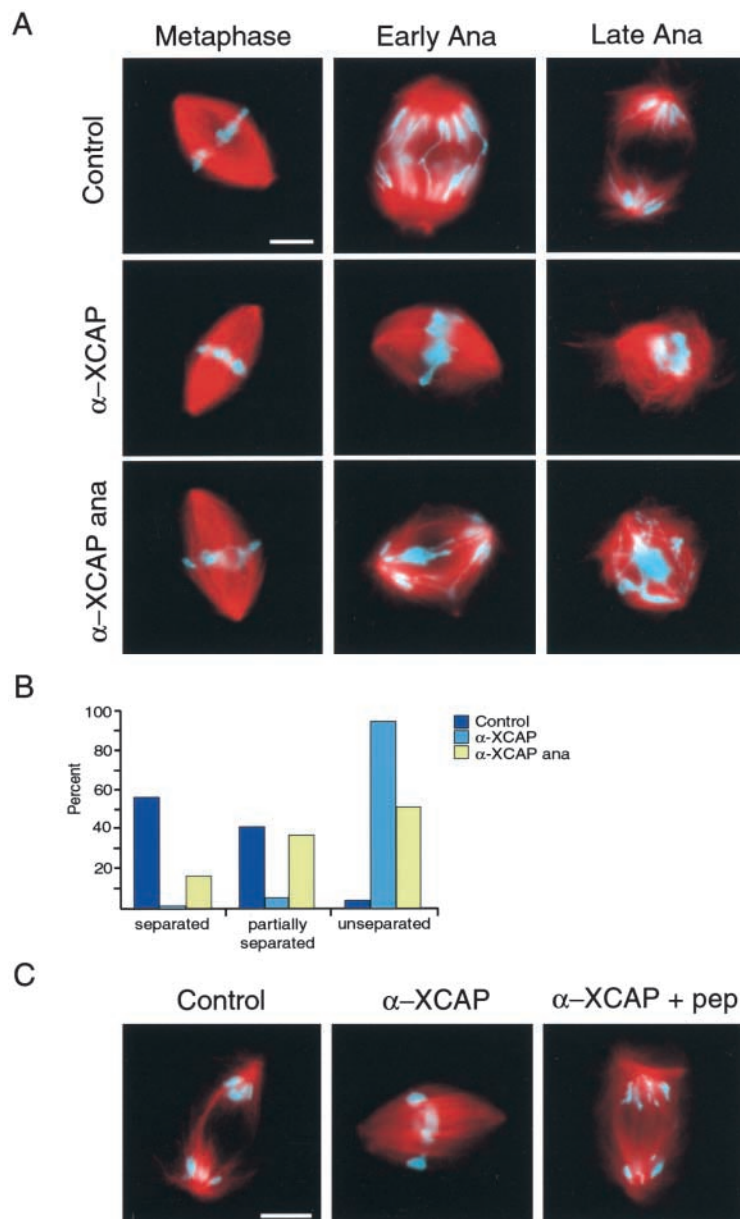 A
Metaphase
Early Ana
Late Ana
Control
α–XCAP
α–XCAP ana
B
Percent
100
80
60
40
20
separated
partially
separated
unseparated
Control
α-XCAP
α-XCAP ana
C
Control
α–XCAP
α–XCAP + pep